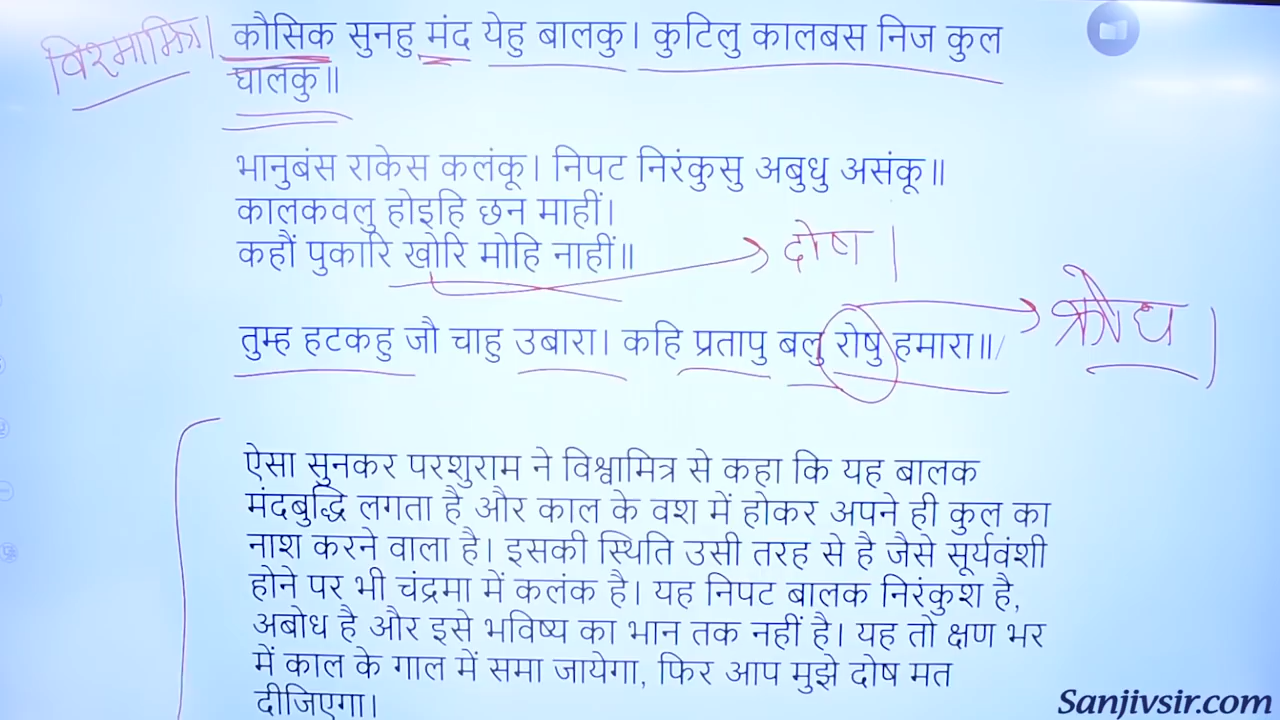 विश्वामित्र। कौसिक सुनहु मंद येहु बालकु। कुटिलु कालबस निज कुल
घालकु॥
भानुबंस राकेस कलंकू। निपट निरंकुसु अबुधु असंकू॥
कालकवलु होइहि छन माहीं।
कहौं पुकारि खोरि मोहि नाहीं॥
दोष।
तुम्ह हटकहु जौ चाहु उबारा। कहि प्रतापु बलु रोषु हमारा॥
क्रोध।
ऐसा सुनकर परशुराम ने विश्वामित्र से कहा कि यह बालक
मंदबुद्धि लगता है और काल के वश में होकर अपने ही कुल का
नाश करने वाला है। इसकी स्थिति उसी तरह से है जैसे सूर्यवंशी
होने पर भी चंद्रमा में कलंक है। यह निपट बालक निरंकुश है,
अबोध है और इसे भविष्य का भान तक नहीं है। यह तो क्षण भर
में काल के गाल में समा जायेगा, फिर आप मुझे दोष मत
दीजिएगा।
Sanjivsir.com